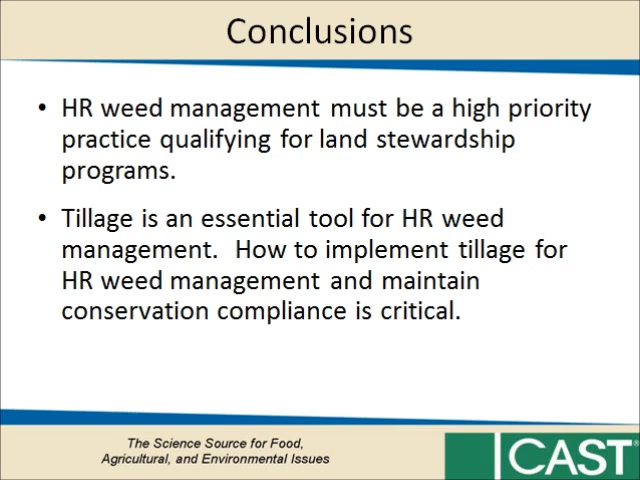 Conclusions
• HR weed management must be a high priority
practice qualifying for land stewardship
programs.
• Tillage is an essential tool for HR weed
management.  How to implement tillage for
HR weed management and maintain
conservation compliance is critical.
The Science Source for Food,
Agricultural, and Environmental Issues
CAST®